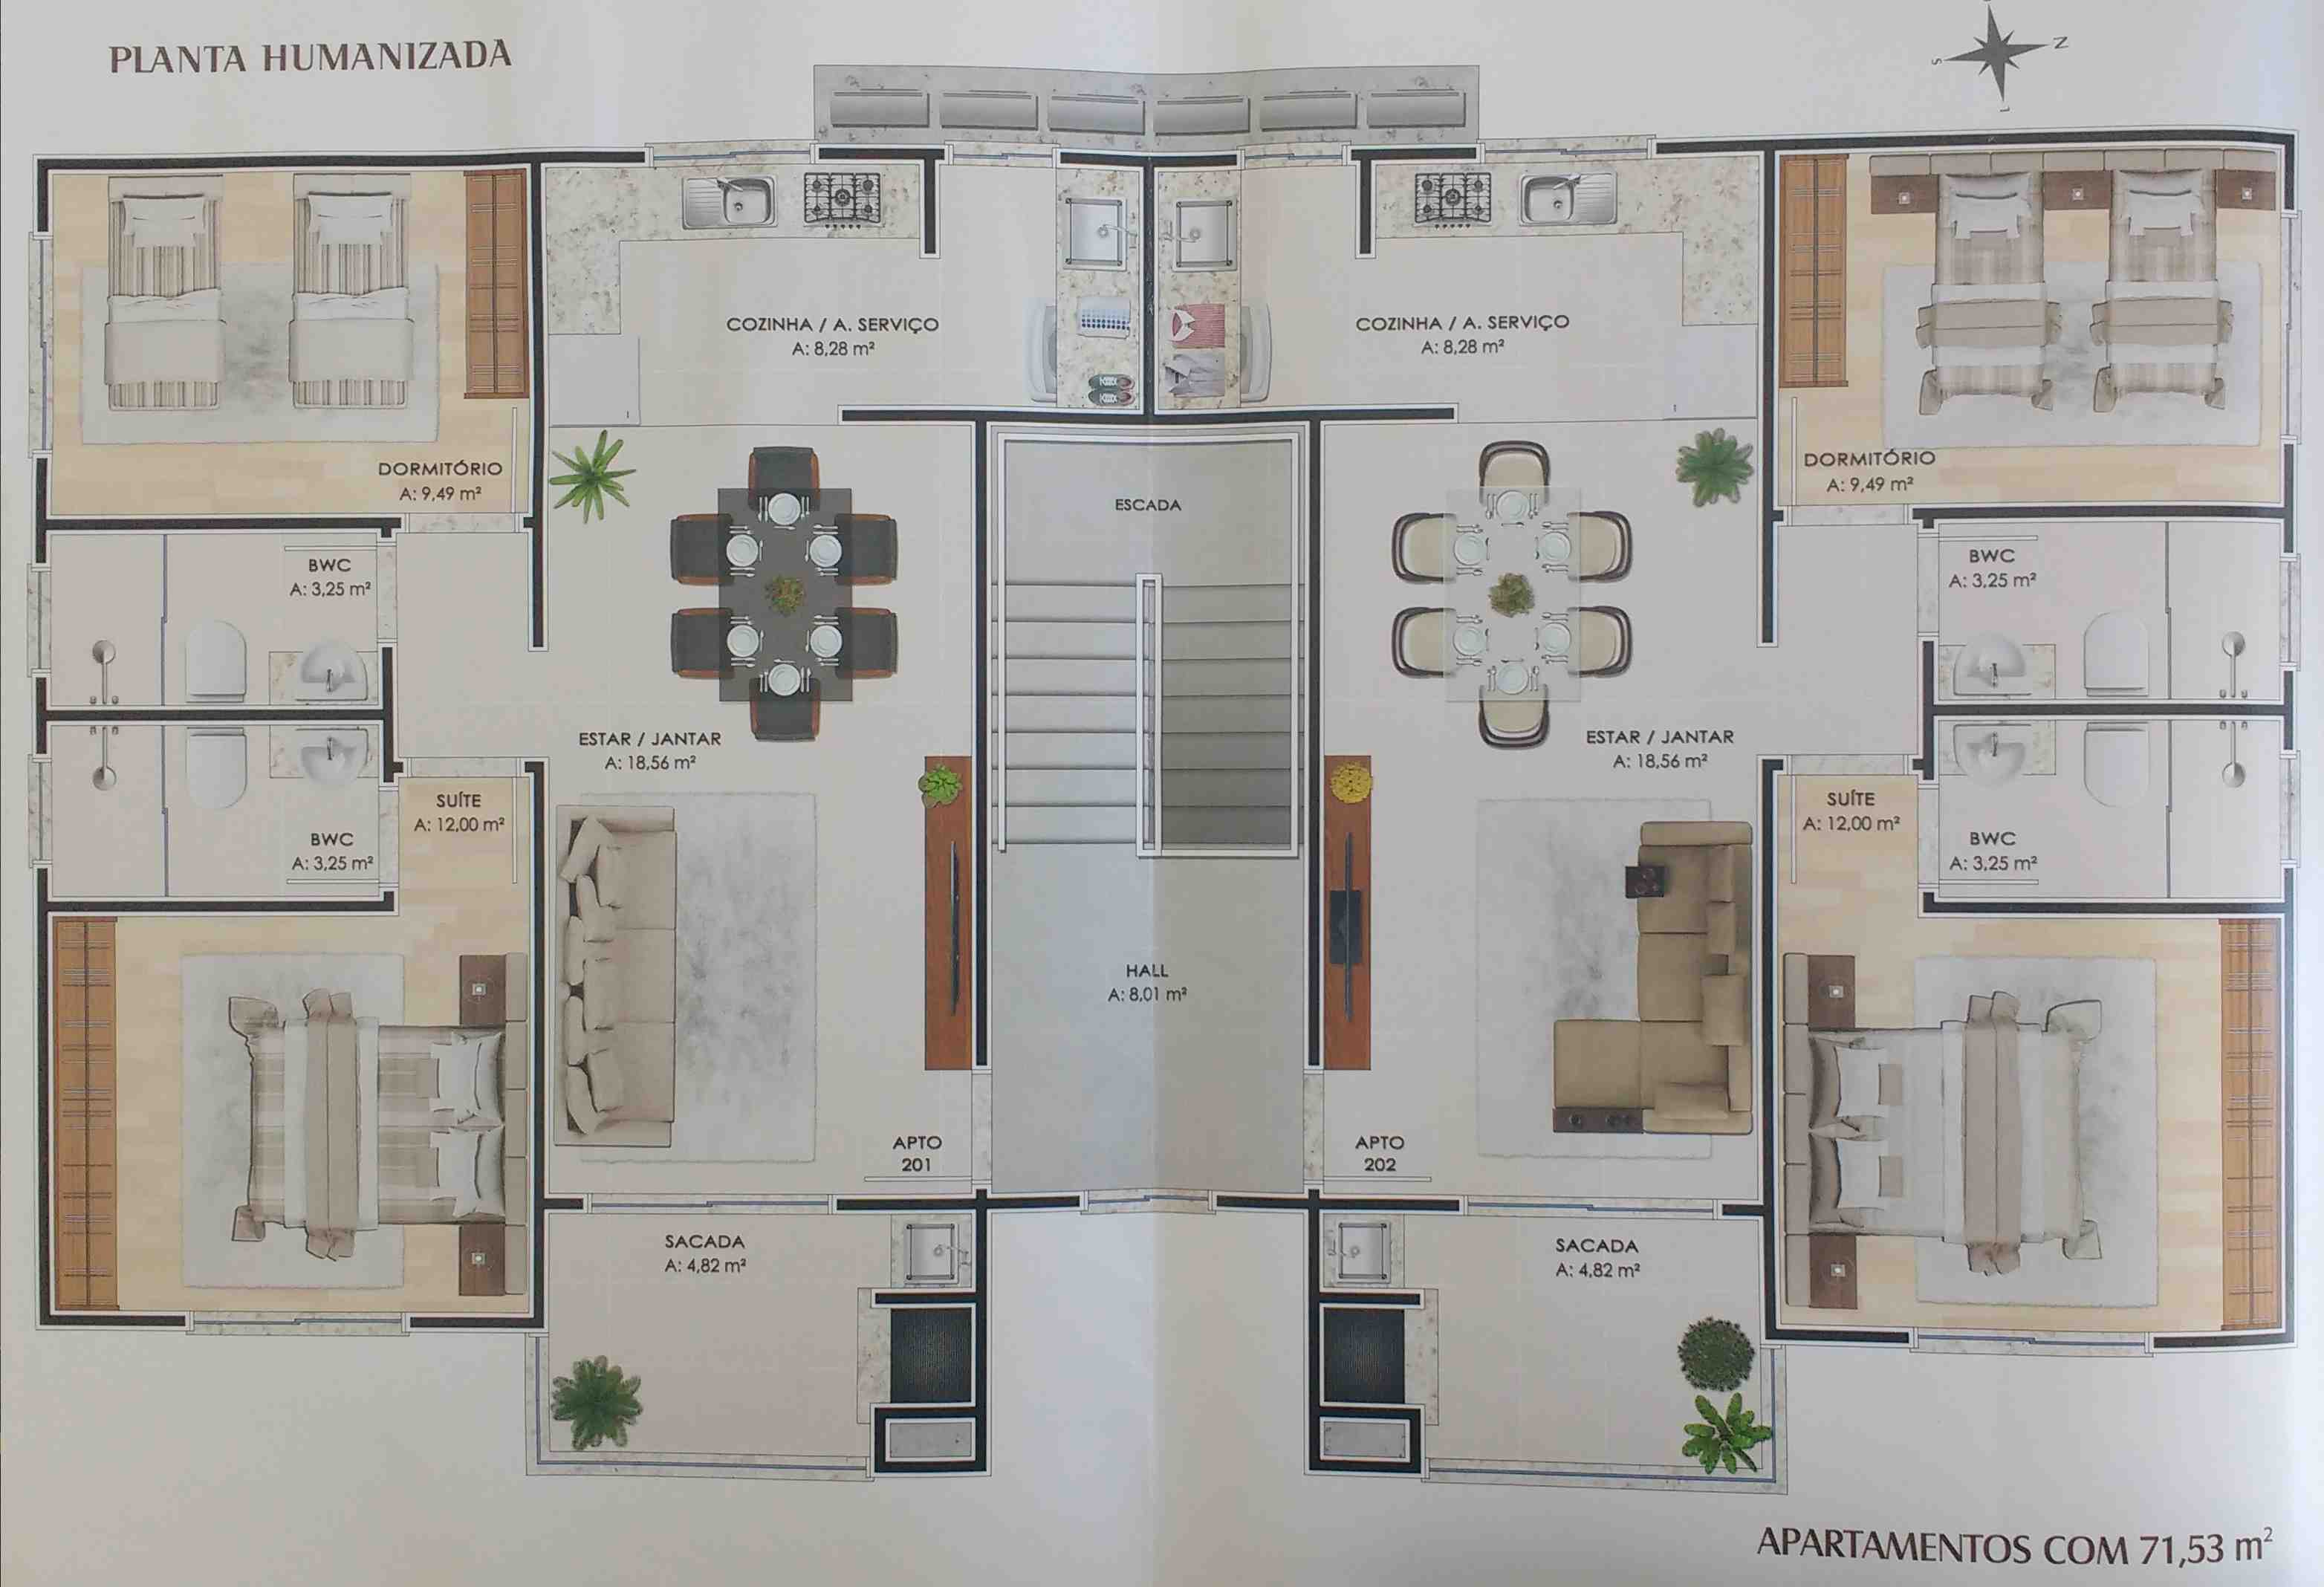 PLANTA HUMANIZADA
N
S
L
COZINHA / A. SERVIÇO
A: 8,28 m²
COZINHA / A. SERVIÇO
A: 8,28 m²
DORMITÓRIO
A: 9,49 m²
DORMITÓRIO
A: 9,49 m²
ESCADA
BWC
A: 3,25 m²
BWC
A: 3,25 m²
ESTAR / JANTAR
A: 18,56 m²
ESTAR / JANTAR
A: 18,56 m²
SUÍTE
A: 12,00 m²
SUÍTE
A: 12,00 m²
BWC
A: 3,25 m²
BWC
A: 3,25 m²
HALL
A: 8,01 m²
APTO
201
APTO
202
SACADA
A: 4,82 m²
SACADA
A: 4,82 m²
APARTAMENTOS COM 71,53 m²